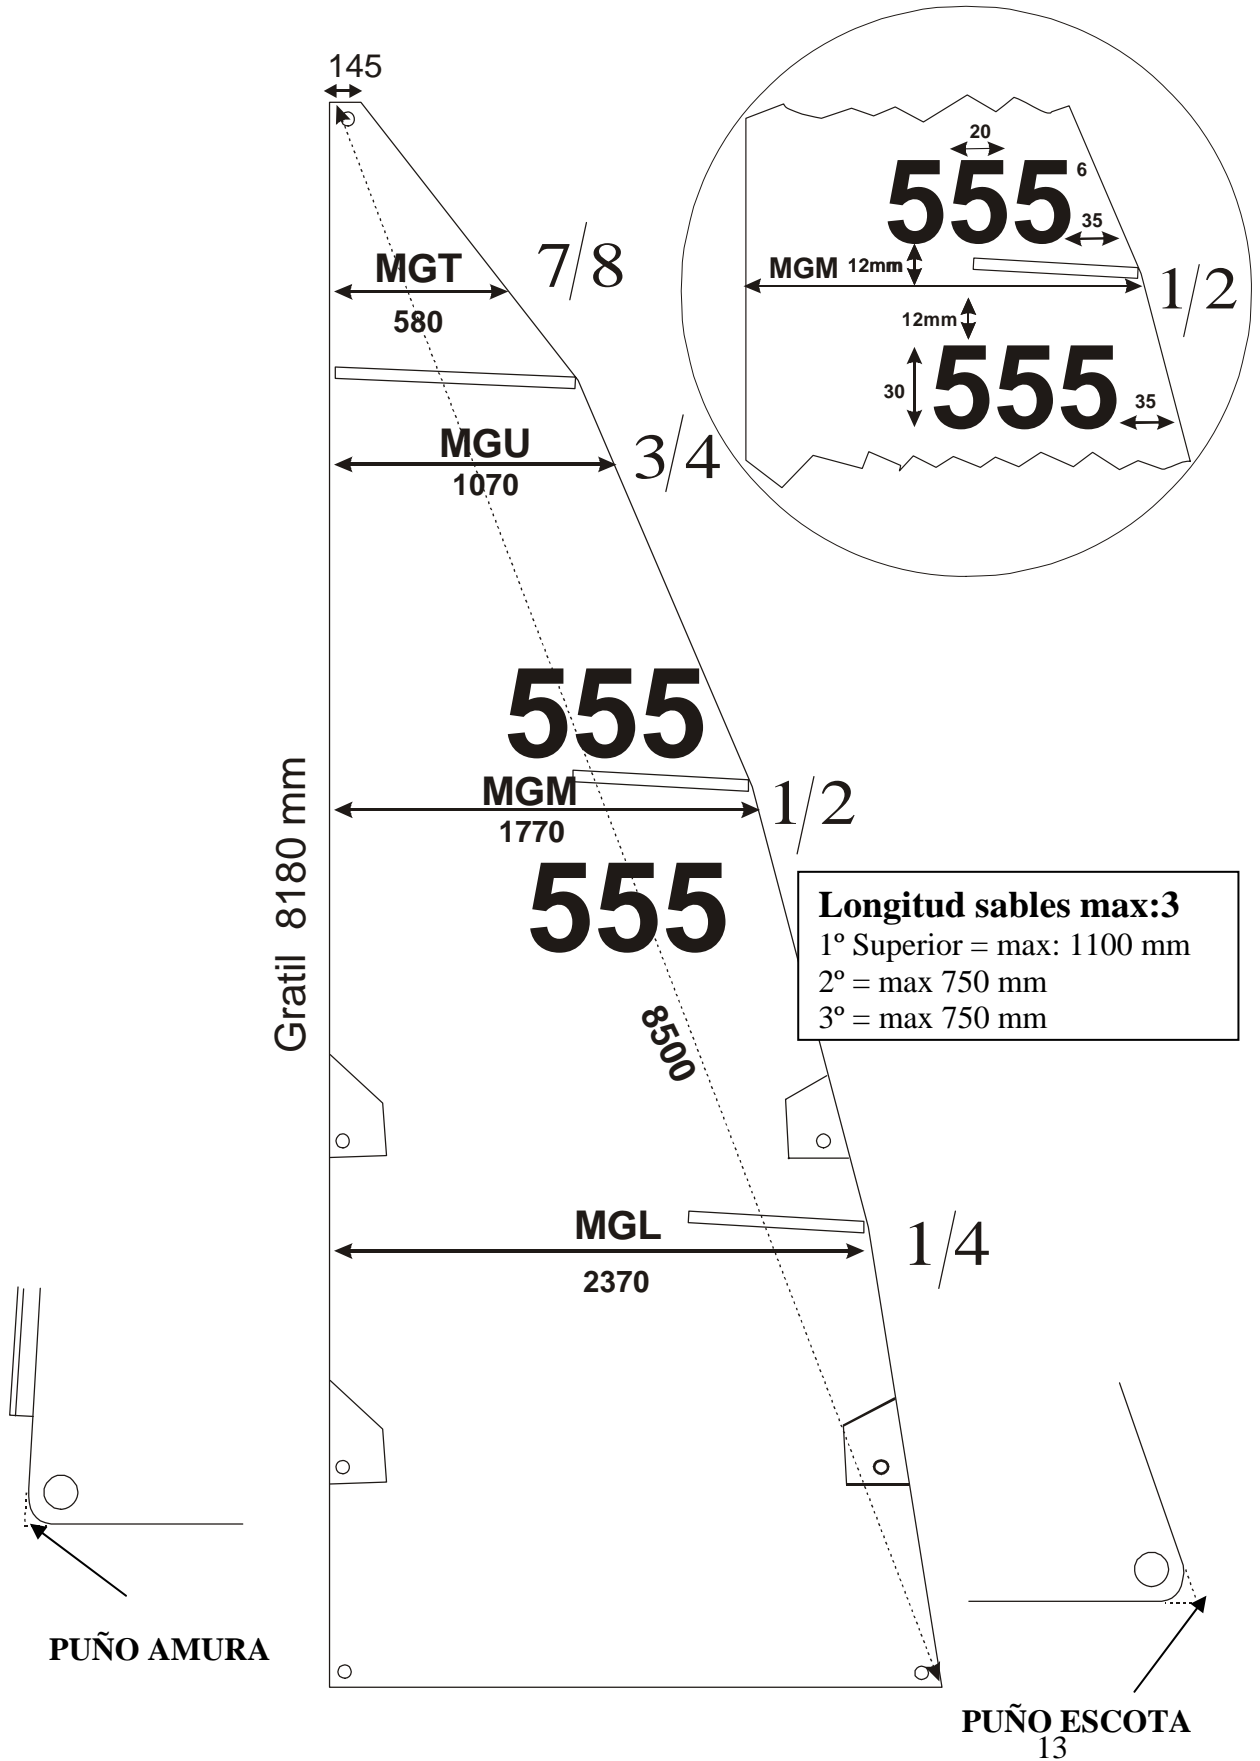 145
MGT
580
7/8
MGU
1070
3/4
555
MGM
1770
1/2
555
Gratil 8180 mm
8500
MGL
2370
1/4
20
555
6
35
MGM
12mm
1/2
12mm
30
555
35
Longitud sables max:3
1º Superior = max: 1100 mm
2º = max 750 mm
3º = max 750 mm
PUÑO AMURA
PUÑO ESCOTA
13